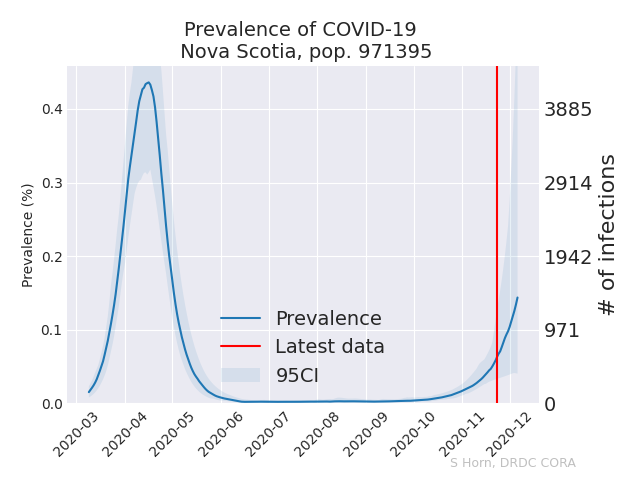 Prevalence of COVID-19
Nova Scotia, pop. 971395
Prevalence (%)
0.4
0.3
0.2
0.1
0.0
3885
2914
1942
971
0
# of infections
Prevalence
Latest data
95CI
2020-03
2020-04
2020-05
2020-06
2020-07
2020-08
2020-09
2020-10
2020-11
2020-12
S Horn, DRDC CORA